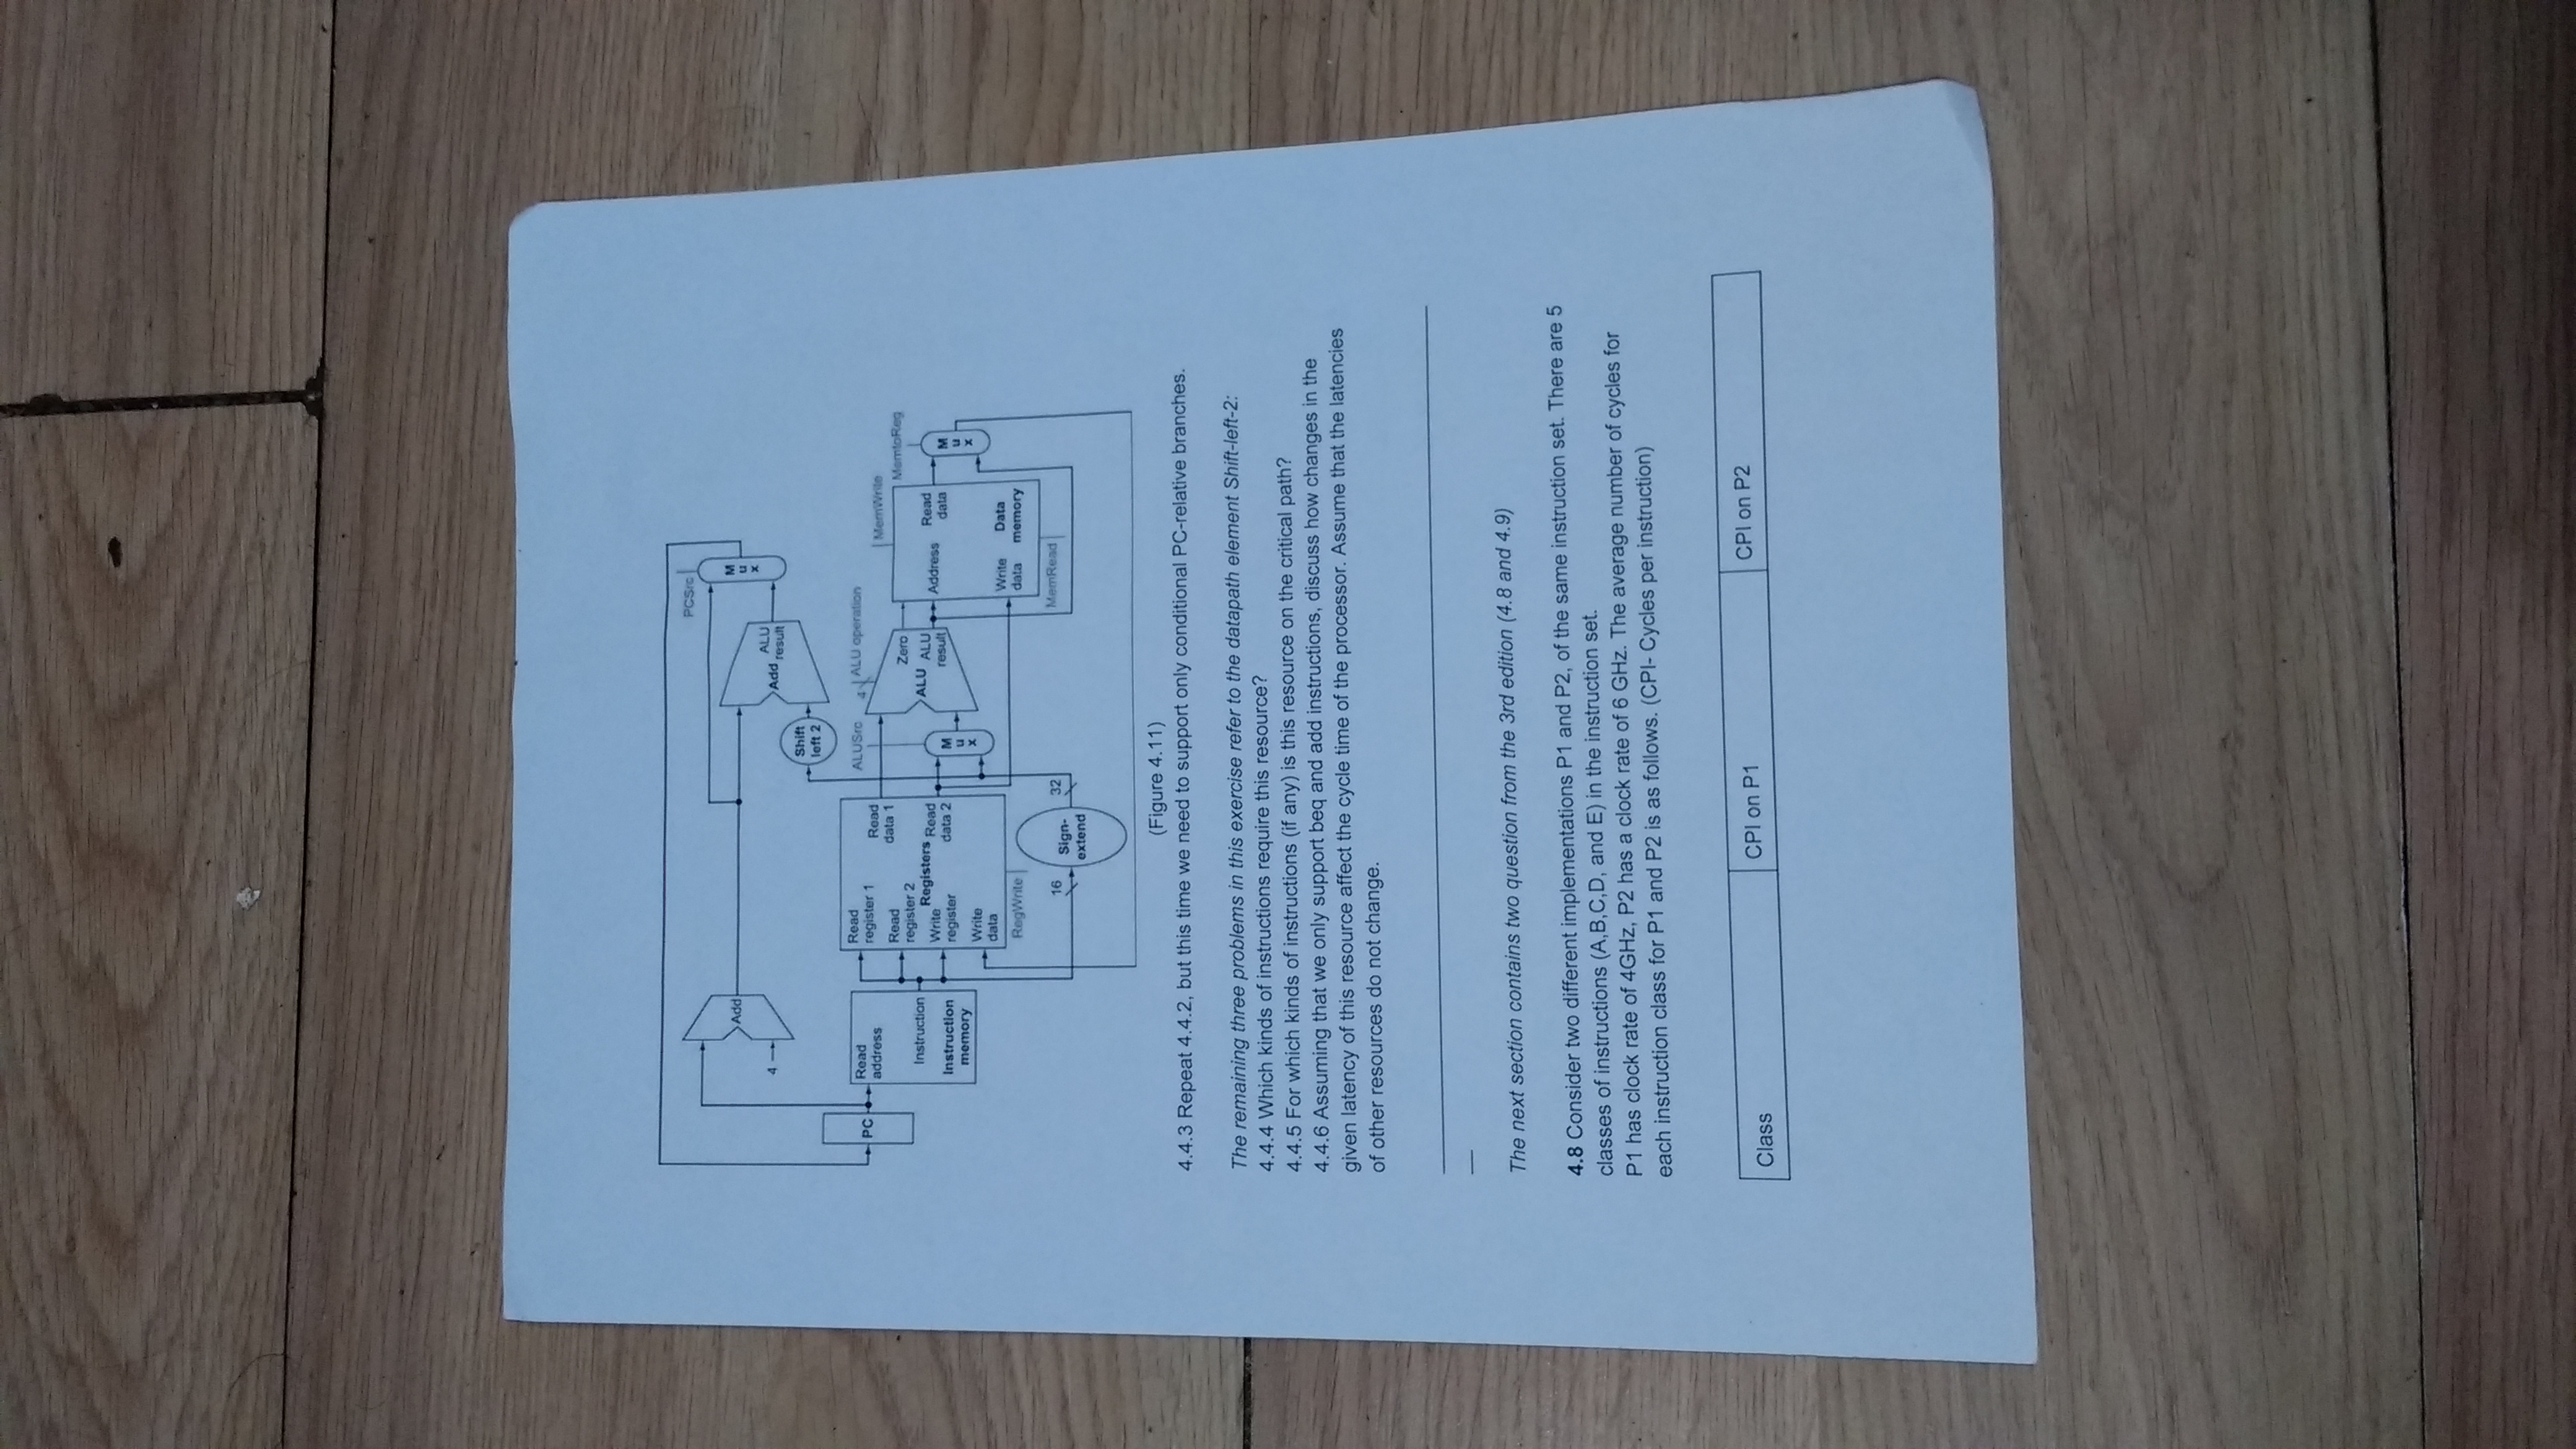 PCSrc
M
u
x
Add
4
ALU
Add result
Shift
left 2
PC
Read
address
Instruction
Instruction
memory
Read
register 1
Read
data 1
Read
register 2
Registers
Write
register
Read
data 2
Write
data
RegWrite
ALUSrc
M
u
x
4
ALU operation
Zero
ALU ALU
result
MemWrite
MemtoReg
Address
Read
data
M
u
x
Write
data
Data
memory
MemRead
16
Sign-
extend
32
(Figure 4.11)
4.4.3 Repeat 4.4.2, but this time we need to support only conditional PC-relative branches.
The remaining three problems in this exercise refer to the datapath element Shift-left-2:
4.4.4 Which kinds of instructions require this resource?
4.4.5 For which kinds of instructions (if any) is this resource on the critical path?
4.4.6 Assuming that we only support beq and add instructions, discuss how changes in the
given latency of this resource affect the cycle time of the processor. Assume that the latencies
of other resources do not change.
The next section contains two question from the 3rd edition (4.8 and 4.9)
4.8 Consider two different implementations P1 and P2, of the same instruction set. There are 5
classes of instructions (A,B,C,D, and E) in the instruction set.
P1 has clock rate of 4GHz, P2 has a clock rate of 6 GHz. The average number of cycles for
each instruction class for P1 and P2 is as follows. (CPI- Cycles per instruction)
Class CPI on P1 CPI on P2